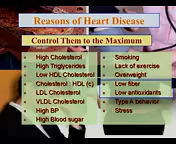 Reasons of Heart Disease
Control Them to the Maximum
High Cholesterol
High Triglycerides
Low HDL Cholesterol
Cholesterol : HDL (c)
LDL Cholesterol
VLDL Cholesterol
High BP
High Blood sugar
Smoking
Lack of exercise
Overweight
Low fiber
Low antioxidants
Type A behavior
Stress